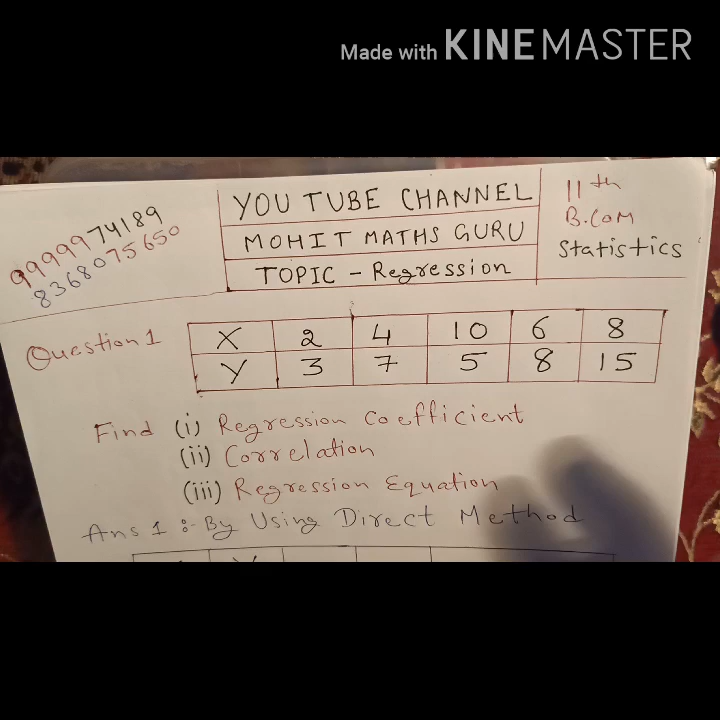 Made with KINEMASTER
9999974189
8368075650
YOU TUBE CHANNEL
MOHIT MATHS GURU
TOPIC - Regression
11th
B.COM
Statistics
Question 1
X 2 4 10 6 8
Y 3 7 5 8 15
Find (i) Regression Coefficient
(ii) Correlation
(iii) Regression Equation
Ans 1 :- By Using Direct Method